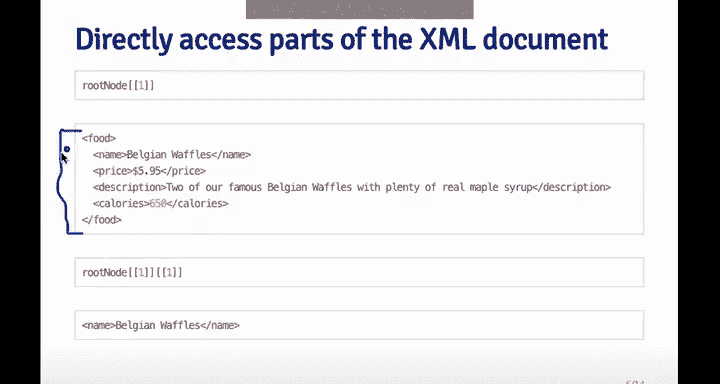 Directly access parts of the XML document
rootNode[[1]]
<food>
  <name>Belgian Waffles</name>
  <price>$5.95</price>
  <description>Two of our famous Belgian Waffles with plenty of real maple syrup</description>
  <calories>650</calories>
</food>
rootNode[[1]][[1]]
<name>Belgian Waffles</name>